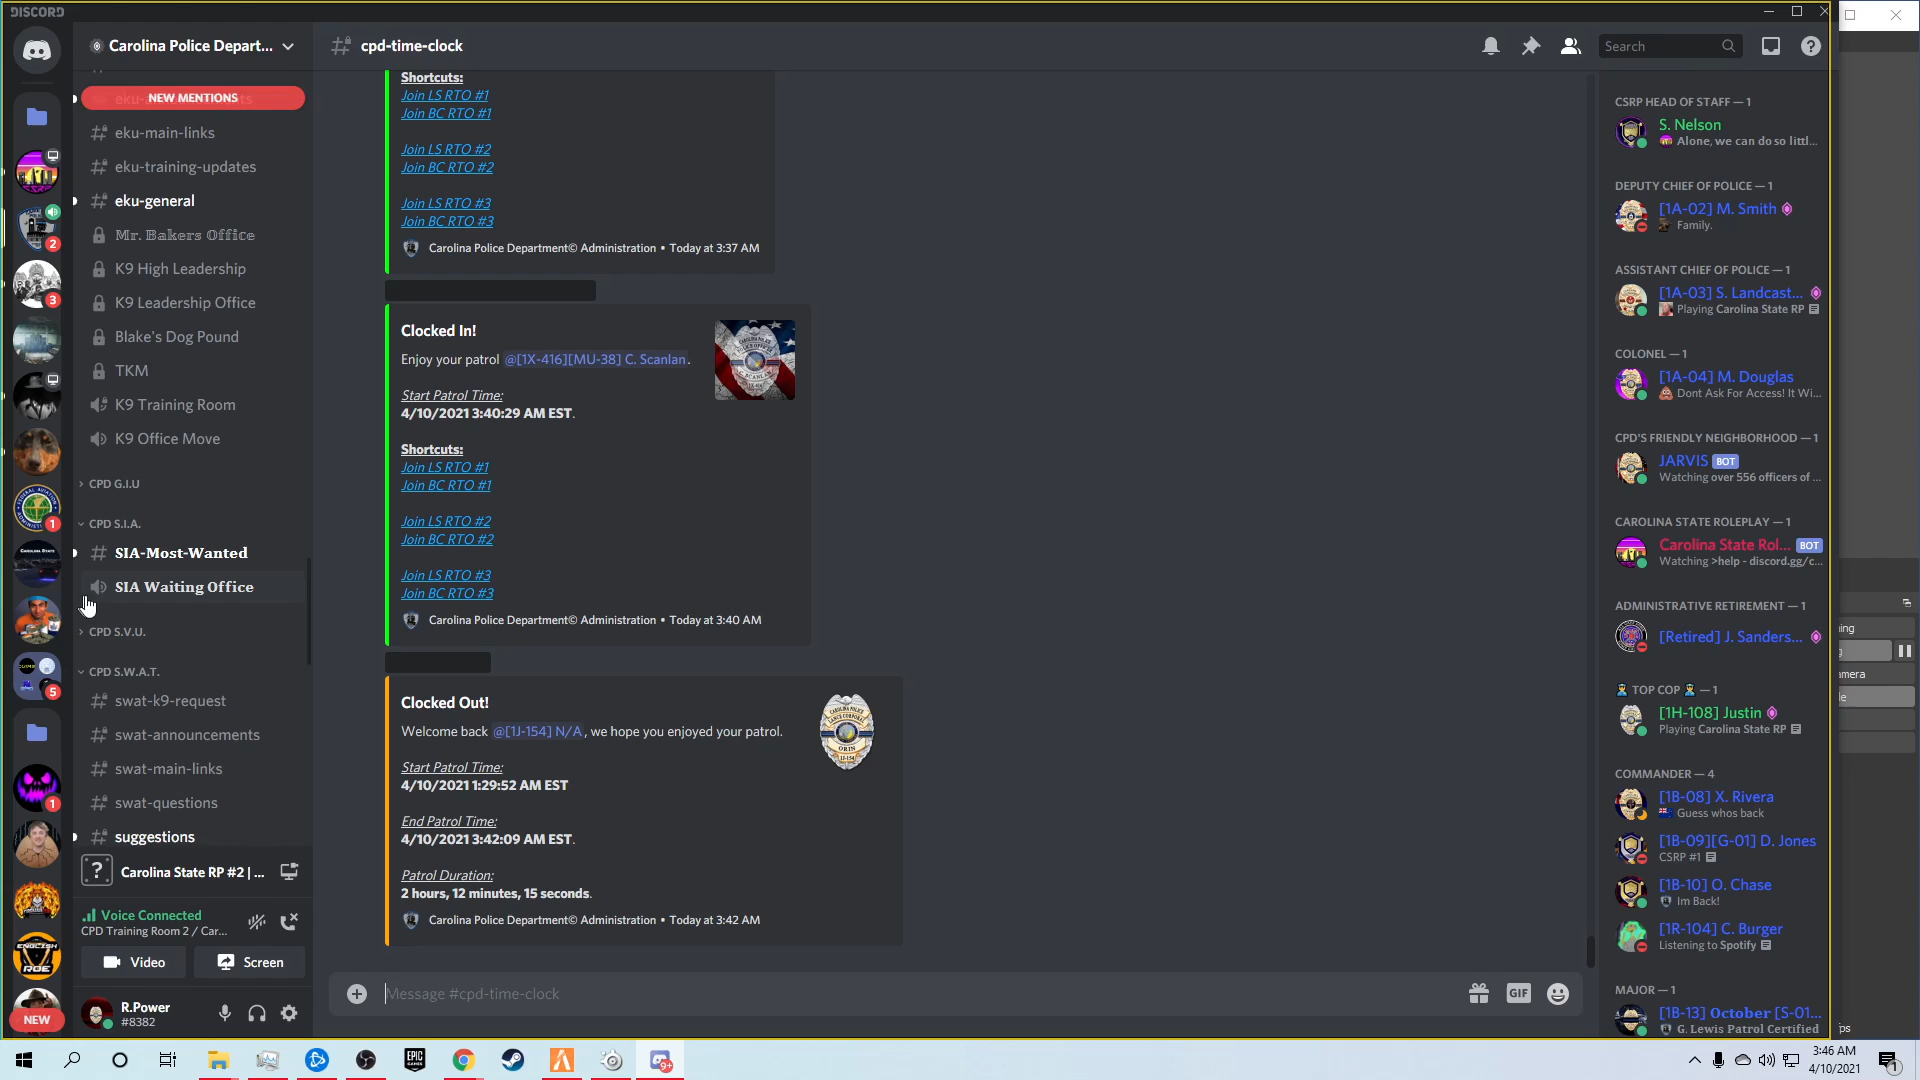 DISCORD
Carolina Police Depart...
NEW MENTIONS
eku-main-links
eku-training-updates
eku-general
Mr. Bakers Office
K9 High Leadership
K9 Leadership Office
Blake's Dog Pound
TKM
K9 Training Room
K9 Office Move
CPD G.I.U
CPD S.I.A.
SIA-Most-Wanted
SIA Waiting Office
CPD S.V.U.
CPD S.W.A.T.
swat-k9-request
swat-announcements
swat-main-links
swat-questions
suggestions
Carolina State RP #2 | ...
Voice Connected
CPD Training Room 2 / Car...
Video
Screen
R.Power
#8382
2
3
1
5
1
NEW
cpd-time-clock
Search
Shortcuts:
Join LS RTO #1
Join BC RTO #1
Join LS RTO #2
Join BC RTO #2
Join LS RTO #3
Join BC RTO #3
Carolina Police Department© Administration • Today at 3:37 AM
Clocked In!
Enjoy your patrol @[1X-416][MU-38] C. Scanlan.
Start Patrol Time:
4/10/2021 3:40:29 AM EST.
Shortcuts:
Join LS RTO #1
Join BC RTO #1
Join LS RTO #2
Join BC RTO #2
Join LS RTO #3
Join BC RTO #3
Carolina Police Department© Administration • Today at 3:40 AM
Clocked Out!
Welcome back @[1J-154] N/A, we hope you enjoyed your patrol.
Start Patrol Time:
4/10/2021 1:29:52 AM EST
End Patrol Time:
4/10/2021 3:42:09 AM EST.
Patrol Duration:
2 hours, 12 minutes, 15 seconds.
Carolina Police Department© Administration • Today at 3:42 AM
Message #cpd-time-clock
GIF
CSRP HEAD OF STAFF — 1
S. Nelson
Alone, we can do so littl...
DEPUTY CHIEF OF POLICE — 1
[1A-02] M. Smith
Family.
ASSISTANT CHIEF OF POLICE — 1
[1A-03] S. Landcast...
Playing Carolina State RP
COLONEL — 1
[1A-04] M. Douglas
Dont Ask For Access! It Wi...
CPD'S FRIENDLY NEIGHBORHOOD — 1
JARVIS BOT
Watching over 556 officers of ...
CAROLINA STATE ROLEPLAY — 1
Carolina State Rol... BOT
Watching >help - discord.gg/c...
ADMINISTRATIVE RETIREMENT — 1
[Retired] J. Sanders...
TOP COP — 1
[1H-108] Justin
Playing Carolina State RP
COMMANDER — 4
[1B-08] X. Rivera
Guess whos back
[1B-09][G-01] D. Jones
CSRP #1
[1B-10] O. Chase
Im Back!
[1R-104] C. Burger
Listening to Spotify
MAJOR — 1
[1B-13] October [S-01...
G. Lewis Patrol Certified
3:46 AM
4/10/2021